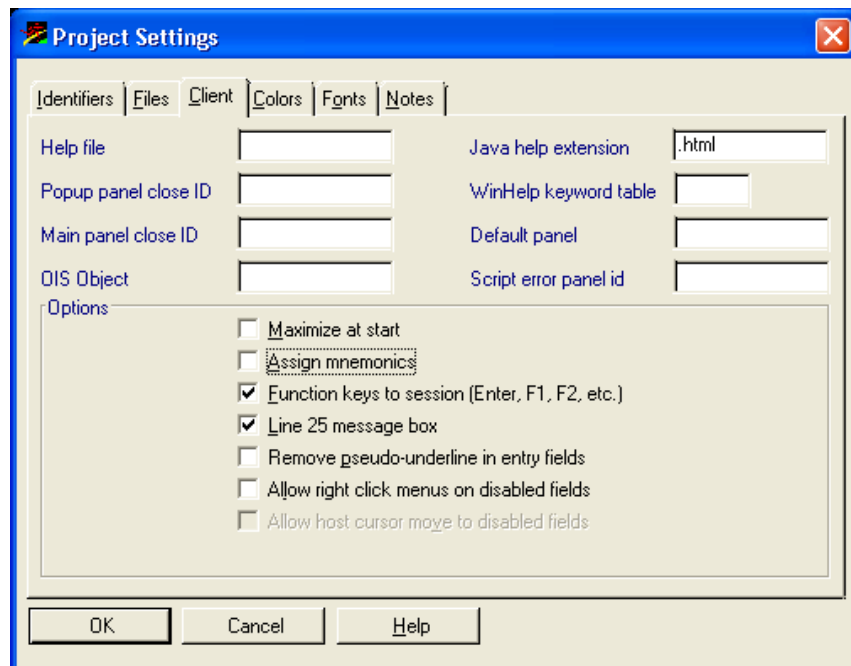 Project Settings
Identifiers Files Client Colors Fonts Notes
Help file Java help extension .html
Popup panel close ID WinHelp keyword table
Main panel close ID Default panel
OIS Object Script error panel id
Options
Maximize at start
Assign mnemonics
Function keys to session (Enter, F1, F2, etc.)
Line 25 message box
Remove pseudo-underline in entry fields
Allow right click menus on disabled fields
Allow host cursor move to disabled fields
OK Cancel Help